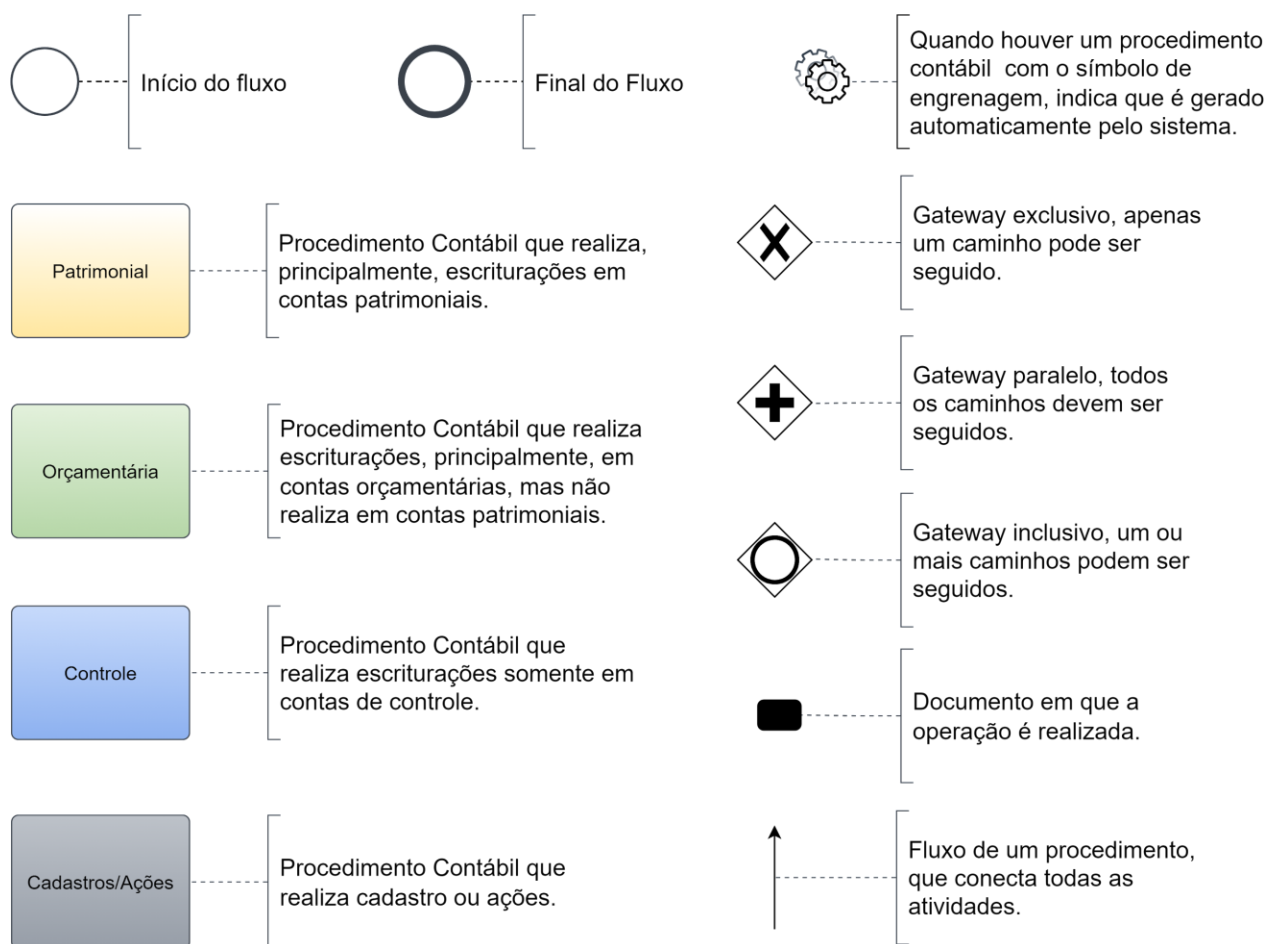 Início do fluxo
Final do Fluxo
Quando houver um procedimento
contábil com o símbolo de
engrenagem, indica que é gerado
automaticamente pelo sistema.
Patrimonial
Procedimento Contábil que realiza,
principalmente, escriturações em
contas patrimoniais.
Gateway exclusivo, apenas
um caminho pode ser
seguido.
Orçamentária
Procedimento Contábil que realiza
escriturações, principalmente, em
contas orçamentárias, mas não
realiza em contas patrimoniais.
Gateway paralelo, todos
os caminhos devem ser
seguidos.
Gateway inclusivo, um ou
mais caminhos podem ser
seguidos.
Controle
Procedimento Contábil que
realiza escriturações somente em
contas de controle.
Documento em que a
operação é realizada.
Cadastros/Ações
Procedimento Contábil que
realiza cadastro ou ações.
Fluxo de um procedimento,
que conecta todas as
atividades.